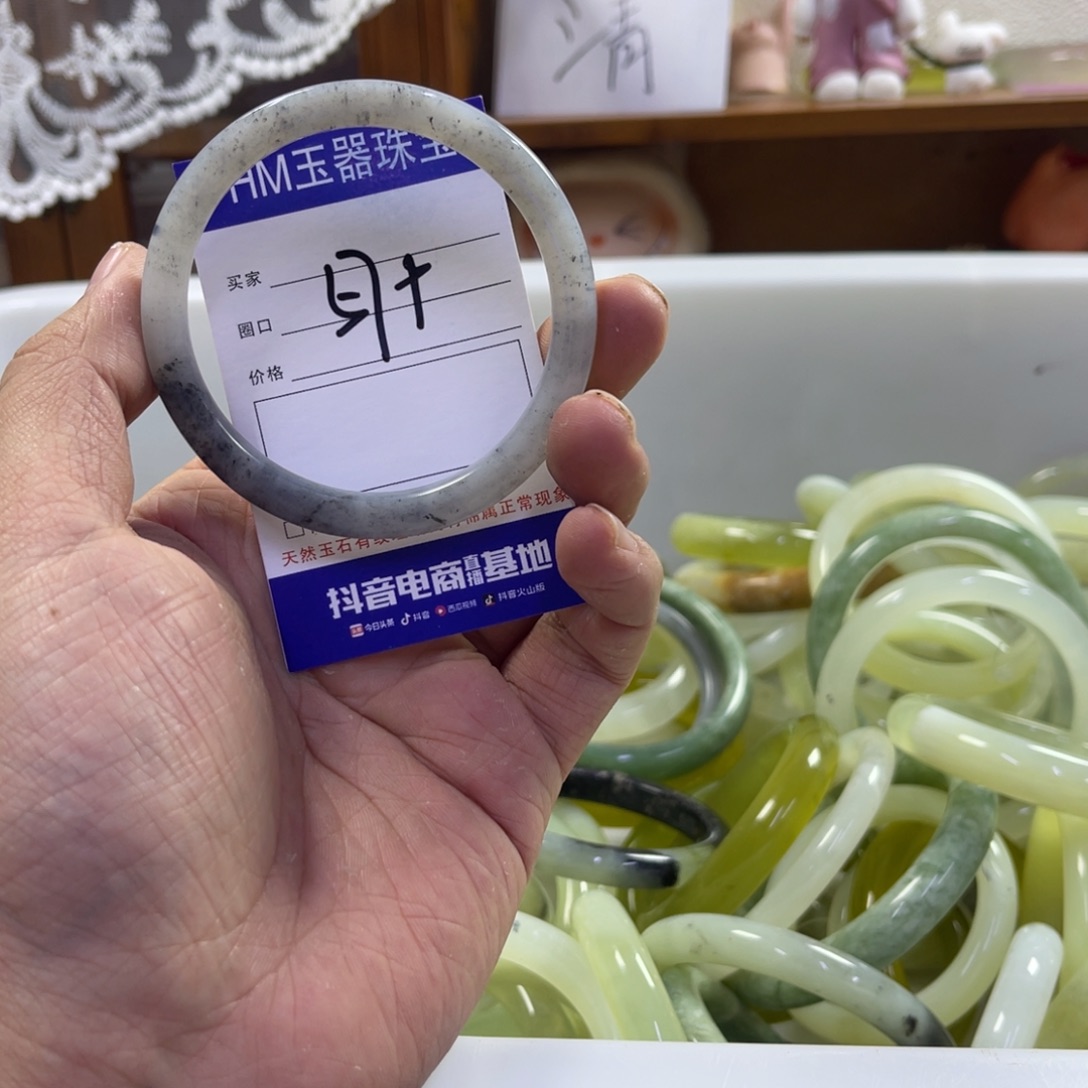 清
HM玉器珠宝
买家
圈口
价格
天然玉石有
属正常现象
抖音电商直播基地
今日头条 抖音 西瓜视频 抖音火山版